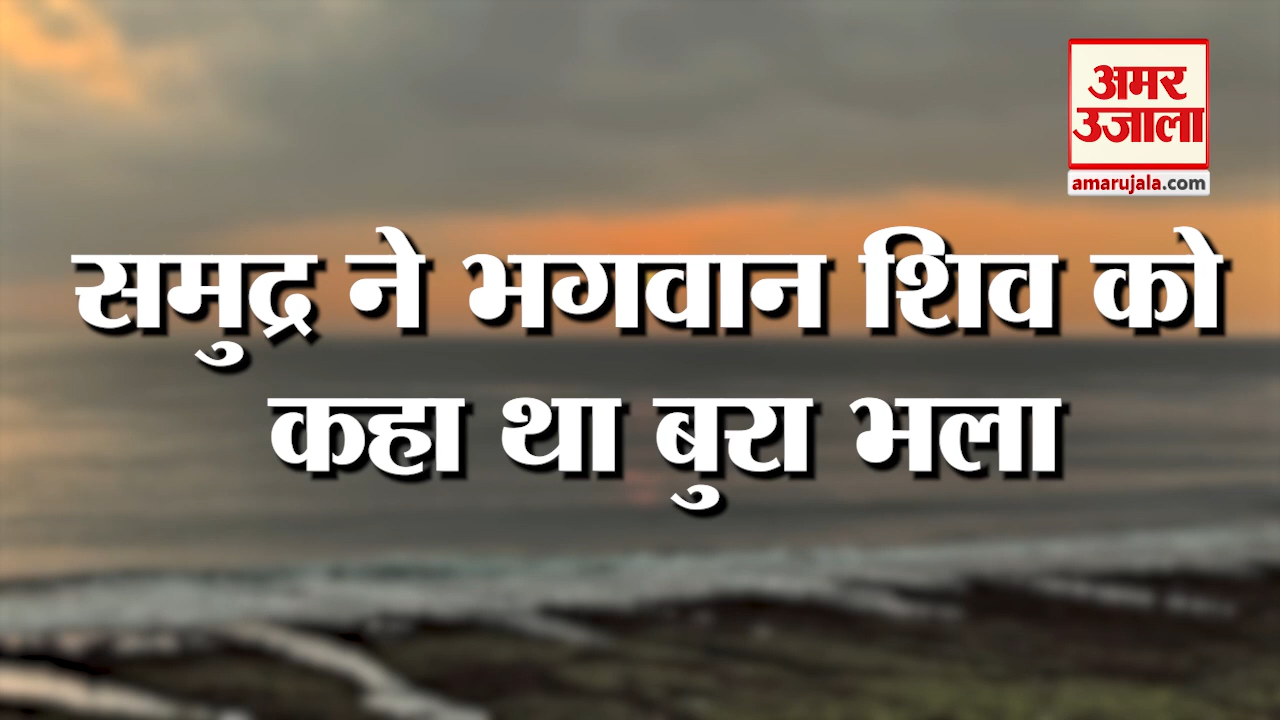 अमर
उजाला
amarujala.com
समुद्र ने भगवान शिव को
कहा था बुरा भला